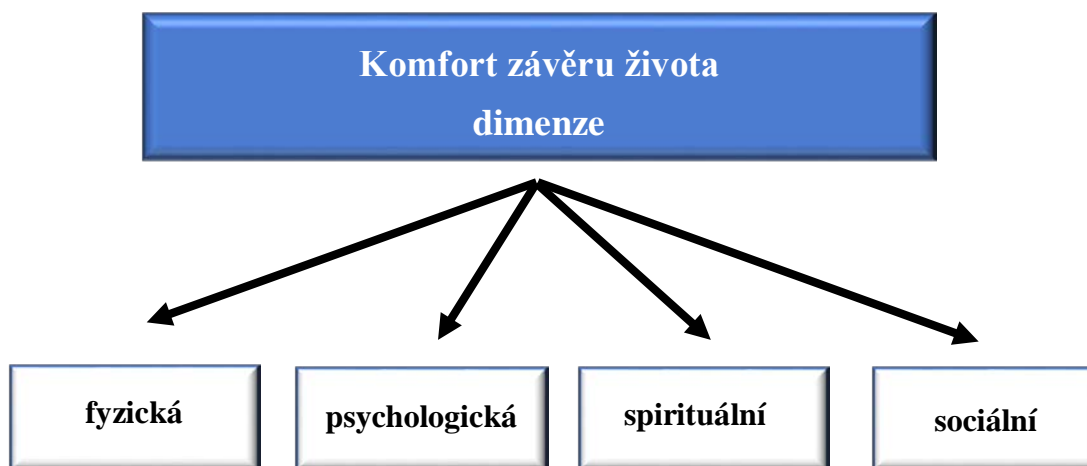 Komfort závěru života
dimenze
fyzická
psychologická
spirituální
sociální